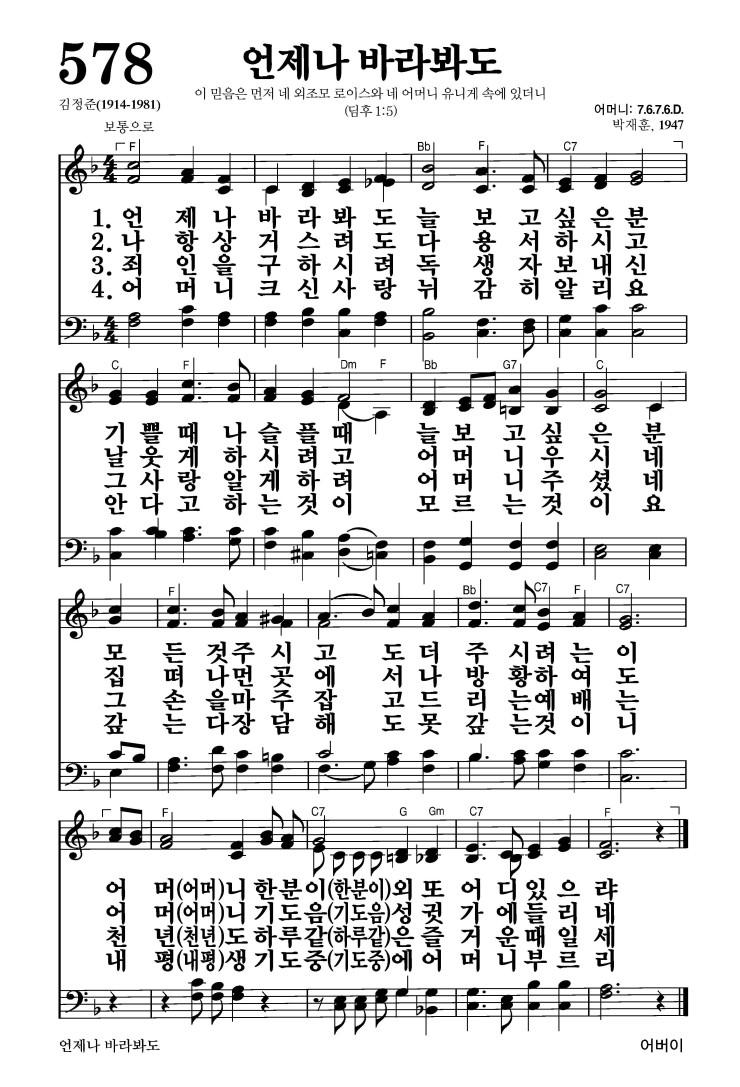 578
언제나 바라봐도
이 믿음은 먼저 네 외조모 로이스와 네 어머니 유니게 속에 있더니
(딤후 1:5)
김정준(1914-1981)
어머니: 7.6.7.6.D.
박재훈, 1947
보통으로
F Bb F C7
4 4
1. 언 제 나 바 라 봐 도 늘 보 고 싶 은 분
2. 나 항 상 거 스 려 도 다 용 서 하 시 고
3. 죄 인 을 구 하 시 려 독 생 자 보 내 신
4. 어 머 니 크 신 사 랑 뉘 감 히 알 리 요
4 4
C F Dm F Bb G7 C
기 쁠 때 나 슬 플 때 늘 보 고 싶 은 분
날 웃 게 하 시 려 고 어 머 니 우 시 네
그 사 랑 알 게 하 려 어 머 니 주 셨 네
안 다 고 하 는 것 이 모 르 는 것 이 요
F Bb C7 F C7
모 든 것 주 시 고 도 더 주 시 려 는 이
집 떠 나 먼 곳 에 서 나 방 황 하 여 도
그 손 을 마 주 잡 고 드 리 는 예 배 는
갚 는 다 장 담 해 도 못 갚 는 것 이 니
F C7 G Gm C7 F
어 머(어머)니 한 분 이(한분이)외 또 어 디 있 으 랴
어 머(어머)니 기 도 음(기도음)성 귓 가 에 들 리 네
천 년(천년)도 하 루 같(하루같)은 즐 거 운 때 일 세
내 평(내평)생 기 도 중(기도중)에 어 머 니 부 르 리
언제나 바라봐도
어버이